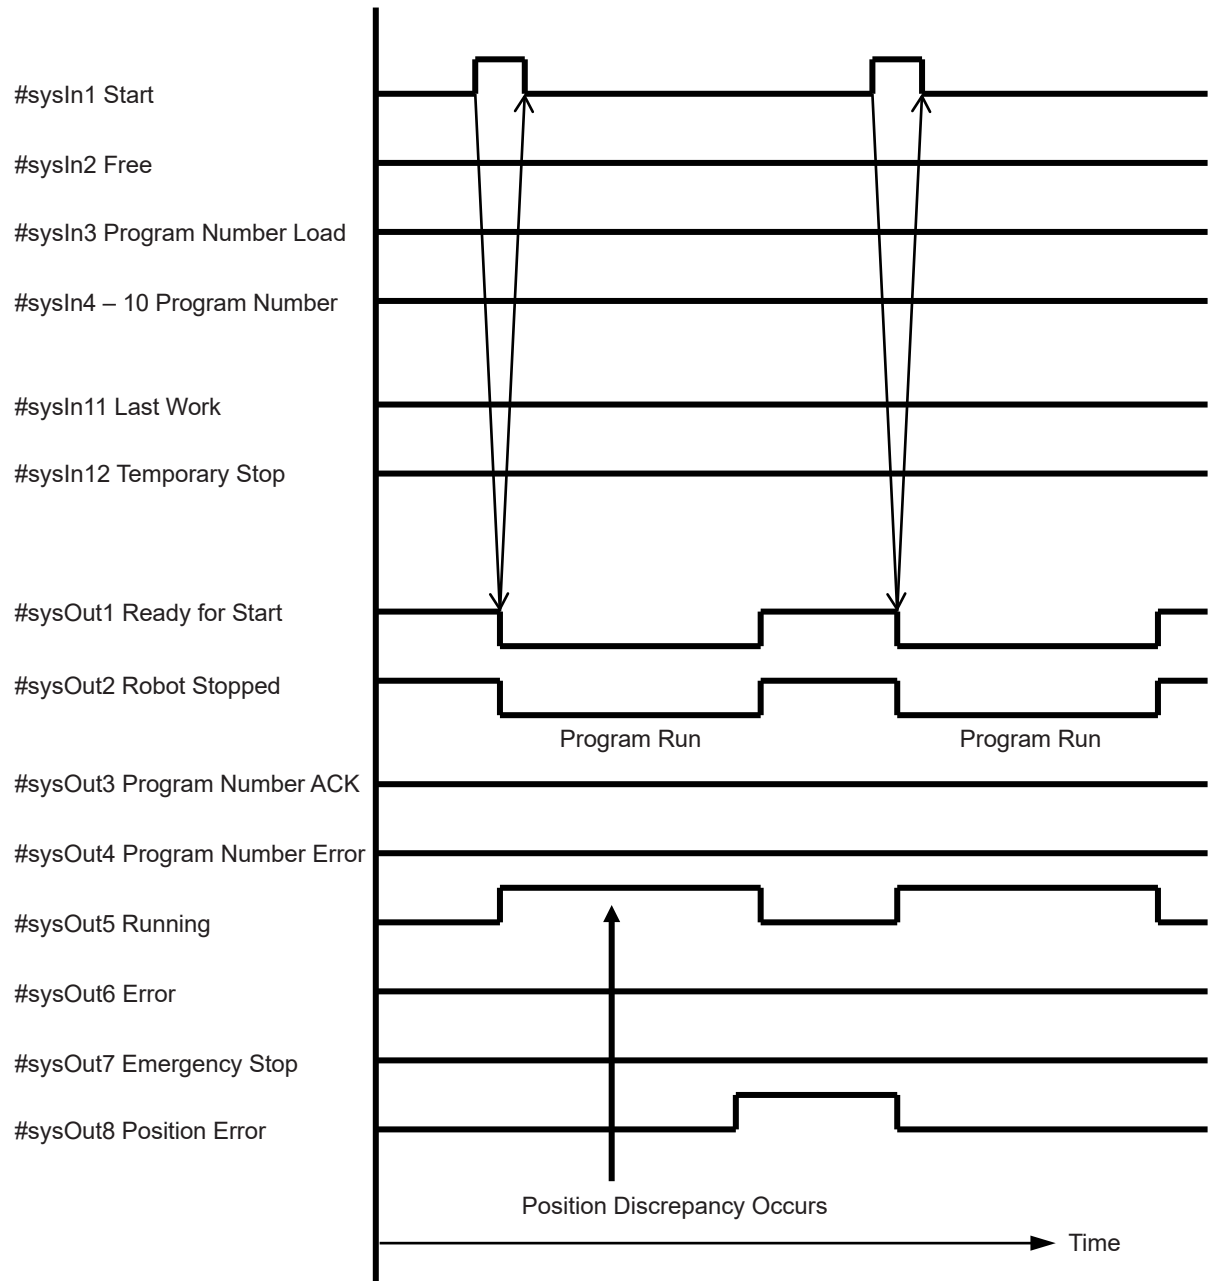 #sysIn1 Start
#sysIn2 Free
#sysIn3 Program Number Load
#sysIn4 – 10 Program Number
#sysIn11 Last Work
#sysIn12 Temporary Stop
#sysOut1 Ready for Start
#sysOut2 Robot Stopped
Program Run
Program Run
#sysOut3 Program Number ACK
#sysOut4 Program Number Error
#sysOut5 Running
#sysOut6 Error
#sysOut7 Emergency Stop
#sysOut8 Position Error
Position Discrepancy Occurs
Time